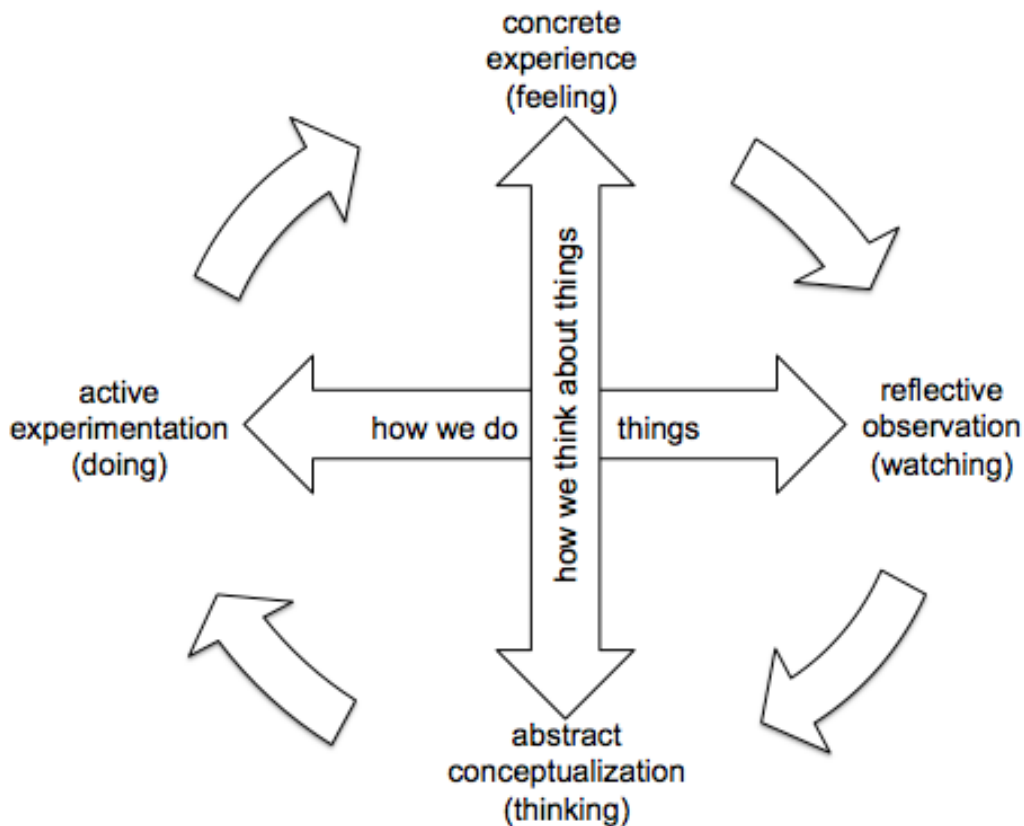 concrete
experience
(feeling)
how we think about things
active
experimentation
(doing)
how we do things
reflective
observation
(watching)
abstract
conceptualization
(thinking)